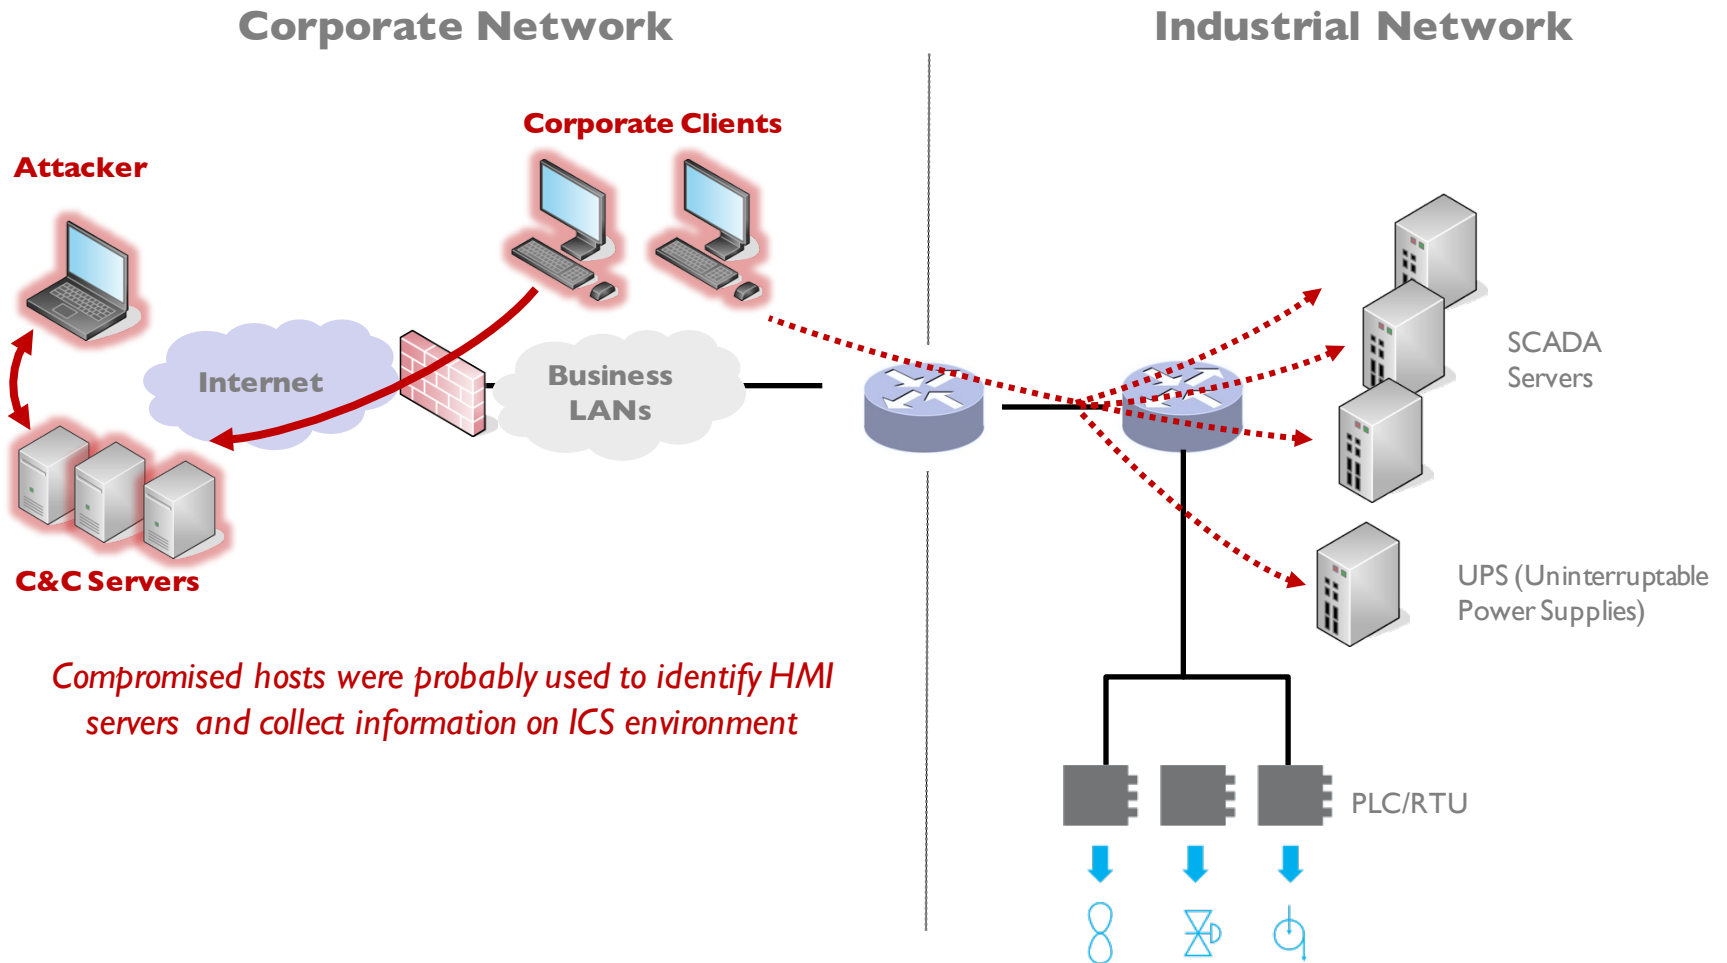 Corporate Network
Industrial Network
Corporate Clients
Attacker
Internet
Business
LANs
SCADA
Servers
C&C Servers
UPS (Uninterruptable
Power Supplies)
Compromised hosts were probably used to identify HMI
servers and collect information on ICS environment
PLC/RTU